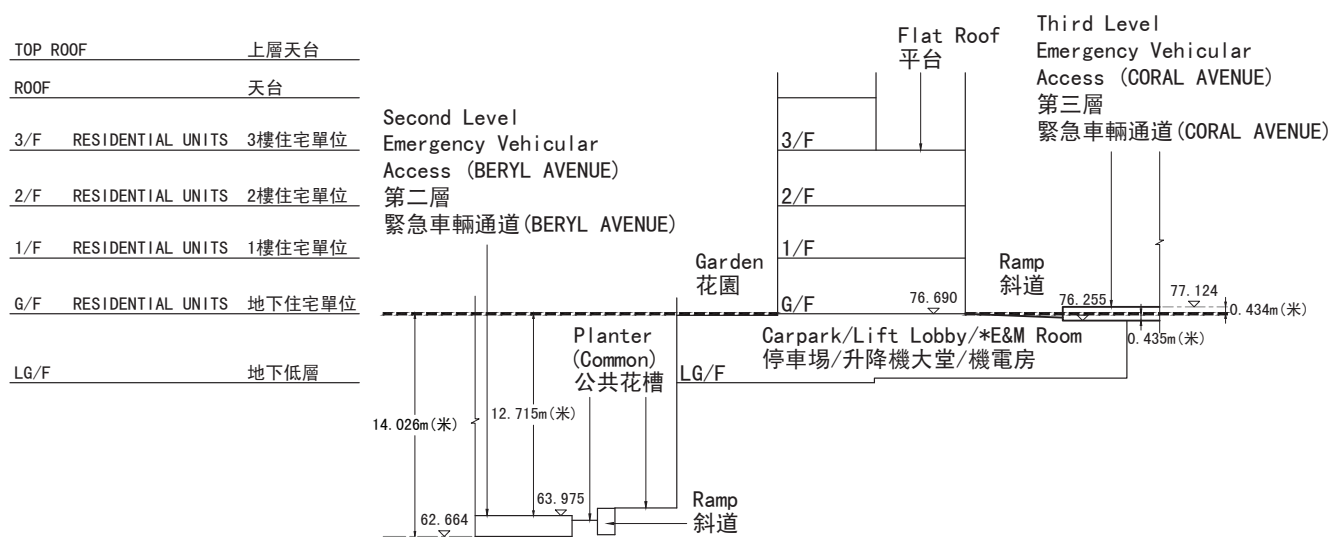 TOP ROOF 上層天台
ROOF 天台
3/F RESIDENTIAL UNITS 3樓住宅單位
2/F RESIDENTIAL UNITS 2樓住宅單位
1/F RESIDENTIAL UNITS 1樓住宅單位
G/F RESIDENTIAL UNITS 地下住宅單位
LG/F 地下低層
Second Level
Emergency Vehicular
Access (BERYL AVENUE)
第二層
緊急車輛通道(BERYL AVENUE)
Flat Roof
平台
Third Level
Emergency Vehicular
Access (CORAL AVENUE)
第三層
緊急車輛通道(CORAL AVENUE)
3/F
2/F
1/F
G/F
Garden
花園
Ramp
斜道
76.690
76.255
77.124
0.434m(米)
0.435m(米)
Planter
(Common)
公共花槽
LG/F
Carpark/Lift Lobby/*E&M Room
停車場/升降機大堂/機電房
14.026m(米)
12.715m(米)
62.664
63.975
Ramp
斜道